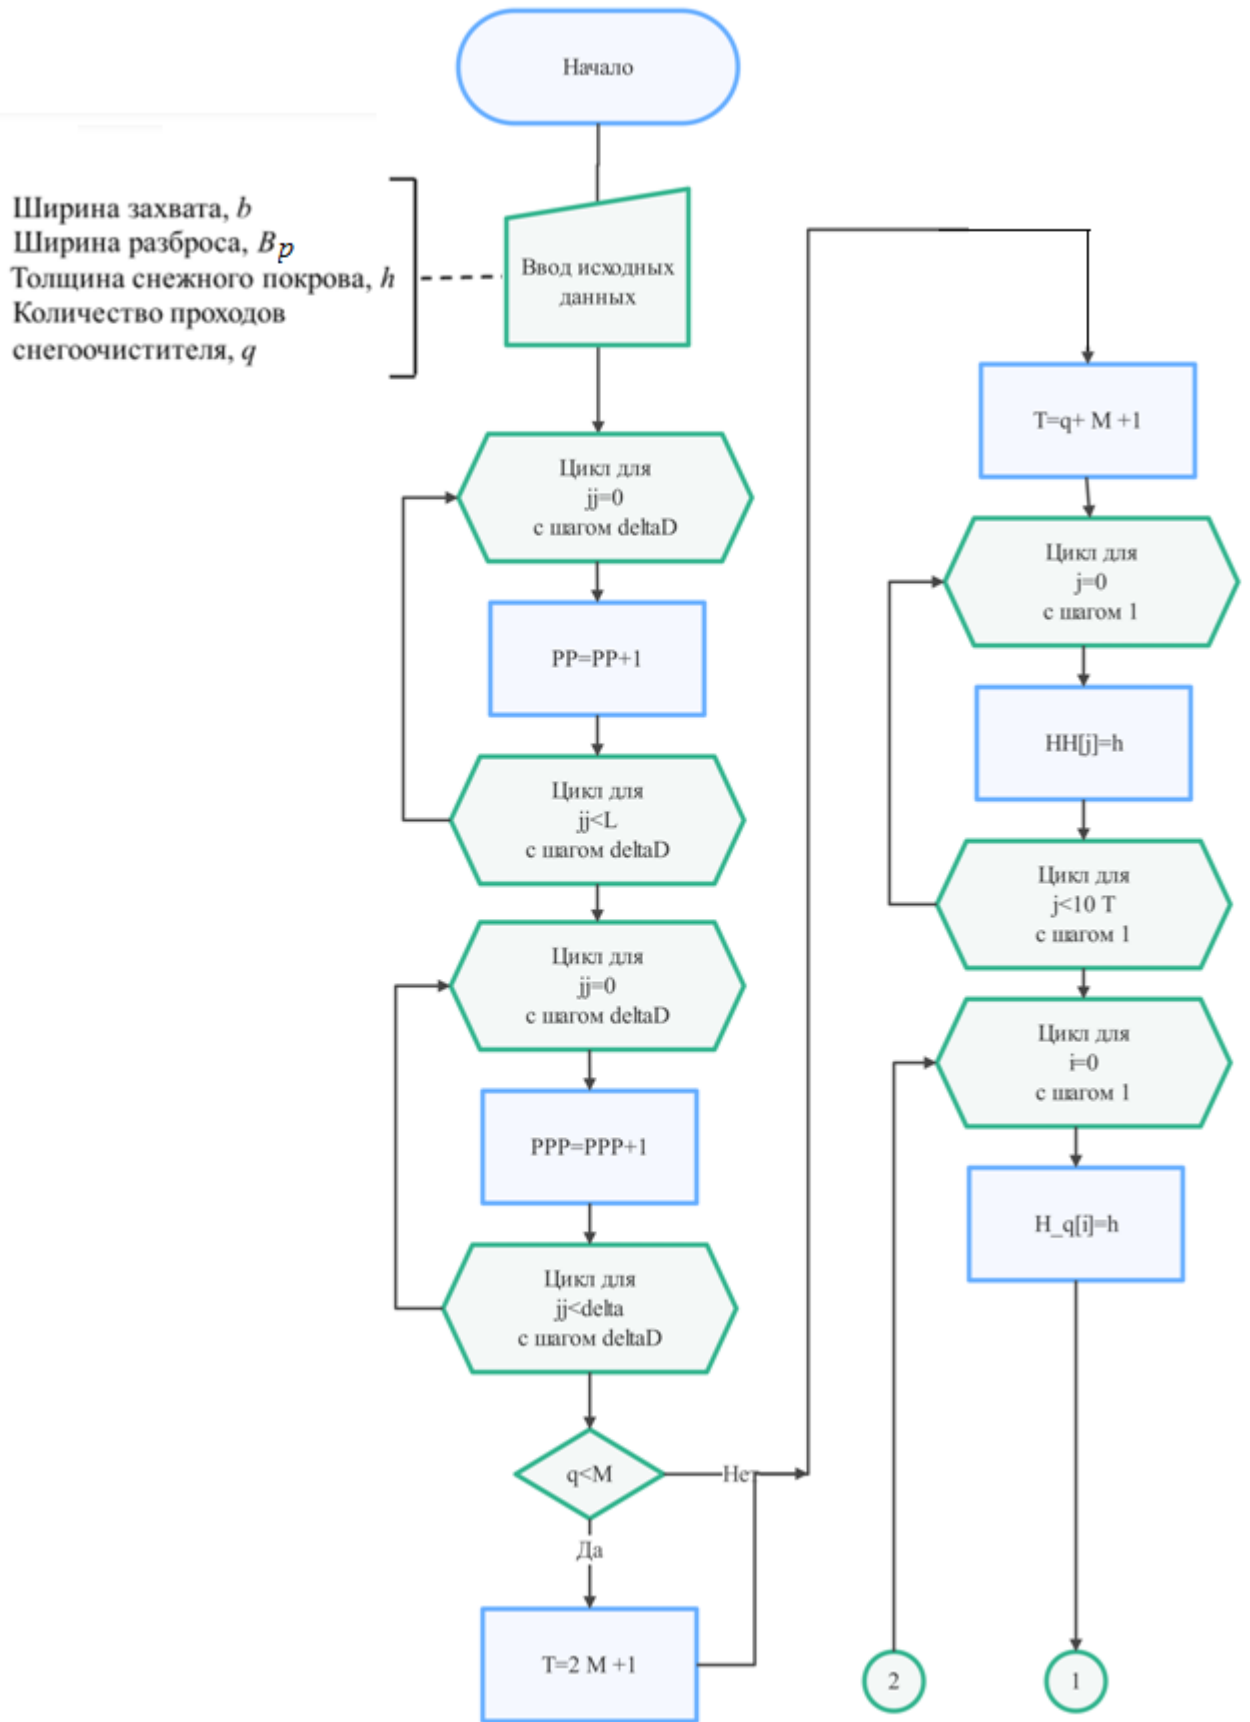 Начало
Ширина захвата, b
Ширина разброса, Bp
Толщина снежного покрова, h
Количество проходов
снегоочистителя, q
Ввод исходных
данных
Цикл для
jj=0
с шагом deltaD
PP=PP+1
Цикл для
jj<L
с шагом deltaD
Цикл для
jj=0
с шагом deltaD
PPP=PPP+1
Цикл для
jj<delta
с шагом deltaD
q<M
Нет
Да
T=2 M +1
T=q+ M +1
Цикл для
j=0
с шагом 1
HH[j]=h
Цикл для
j<10 T
с шагом 1
Цикл для
i=0
с шагом 1
H_q[i]=h
2
1